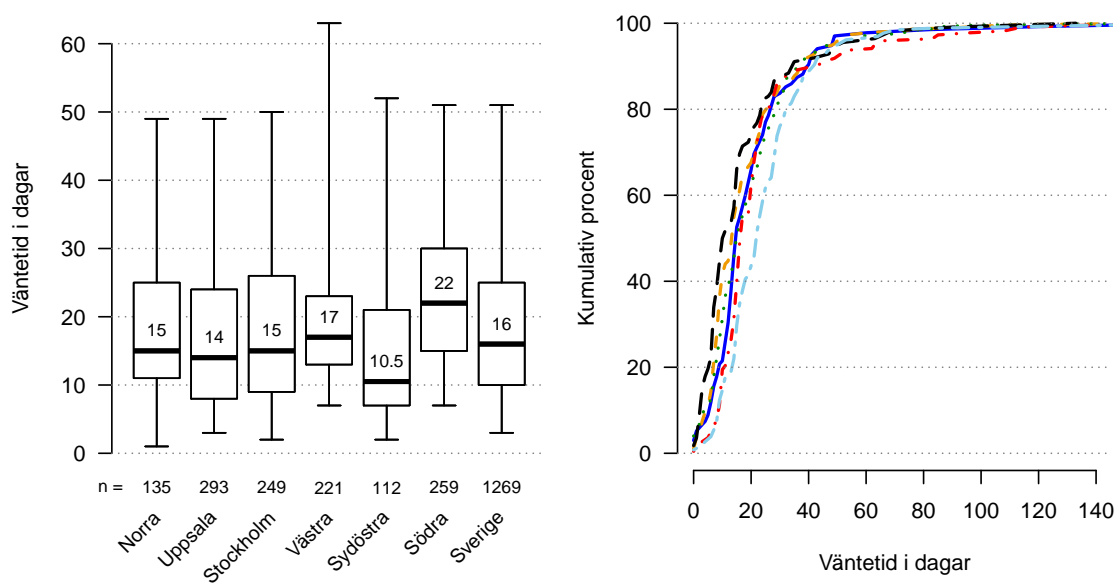 Väntetid i dagar
60
50
40
30
20
10
0
15
14
15
17
10.5
22
16
n = 135 293 249 221 112 259 1269
Norra
Uppsala
Stockholm
Västra
Sydöstra
Södra
Sverige
Kumulativ procent
100
80
60
40
20
0
0 20 40 60 80 100 120 140
Väntetid i dagar